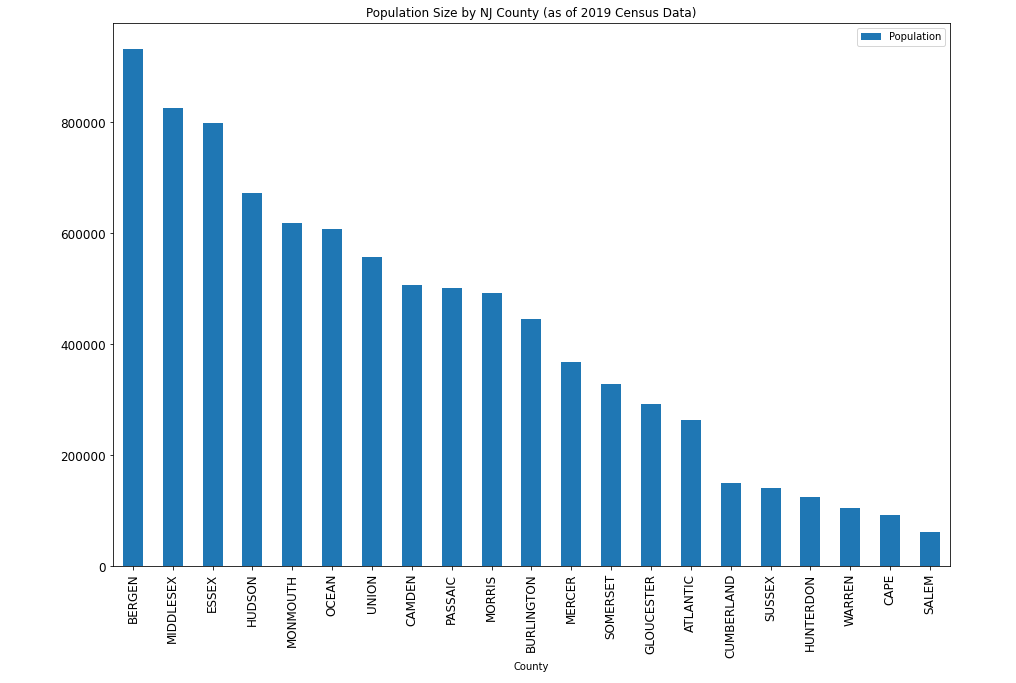 Population Size by NJ County (as of 2019 Census Data)
Population
800000
600000
400000
200000
0
BERGEN
MIDDLESEX
ESSEX
HUDSON
MONMOUTH
OCEAN
UNION
CAMDEN
PASSAIC
MORRIS
BURLINGTON
MERCER
SOMERSET
GLOUCESTER
ATLANTIC
CUMBERLAND
SUSSEX
HUNTERDON
WARREN
CAPE
SALEM
County